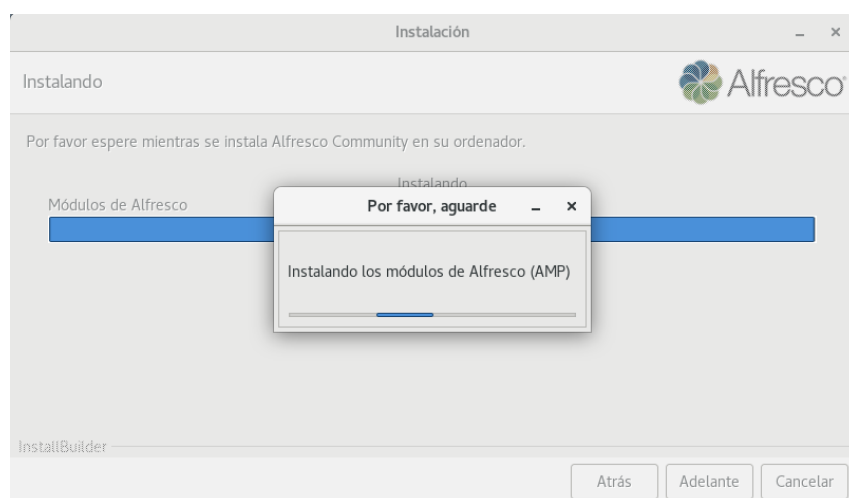 Instalación
Instalando
Alfresco
Por favor espere mientras se instala Alfresco Community en su ordenador.
Instalando
Módulos de Alfresco
Por favor, aguarde
Instalando los módulos de Alfresco (AMP)
InstallBuilder
Atrás
Adelante
Cancelar